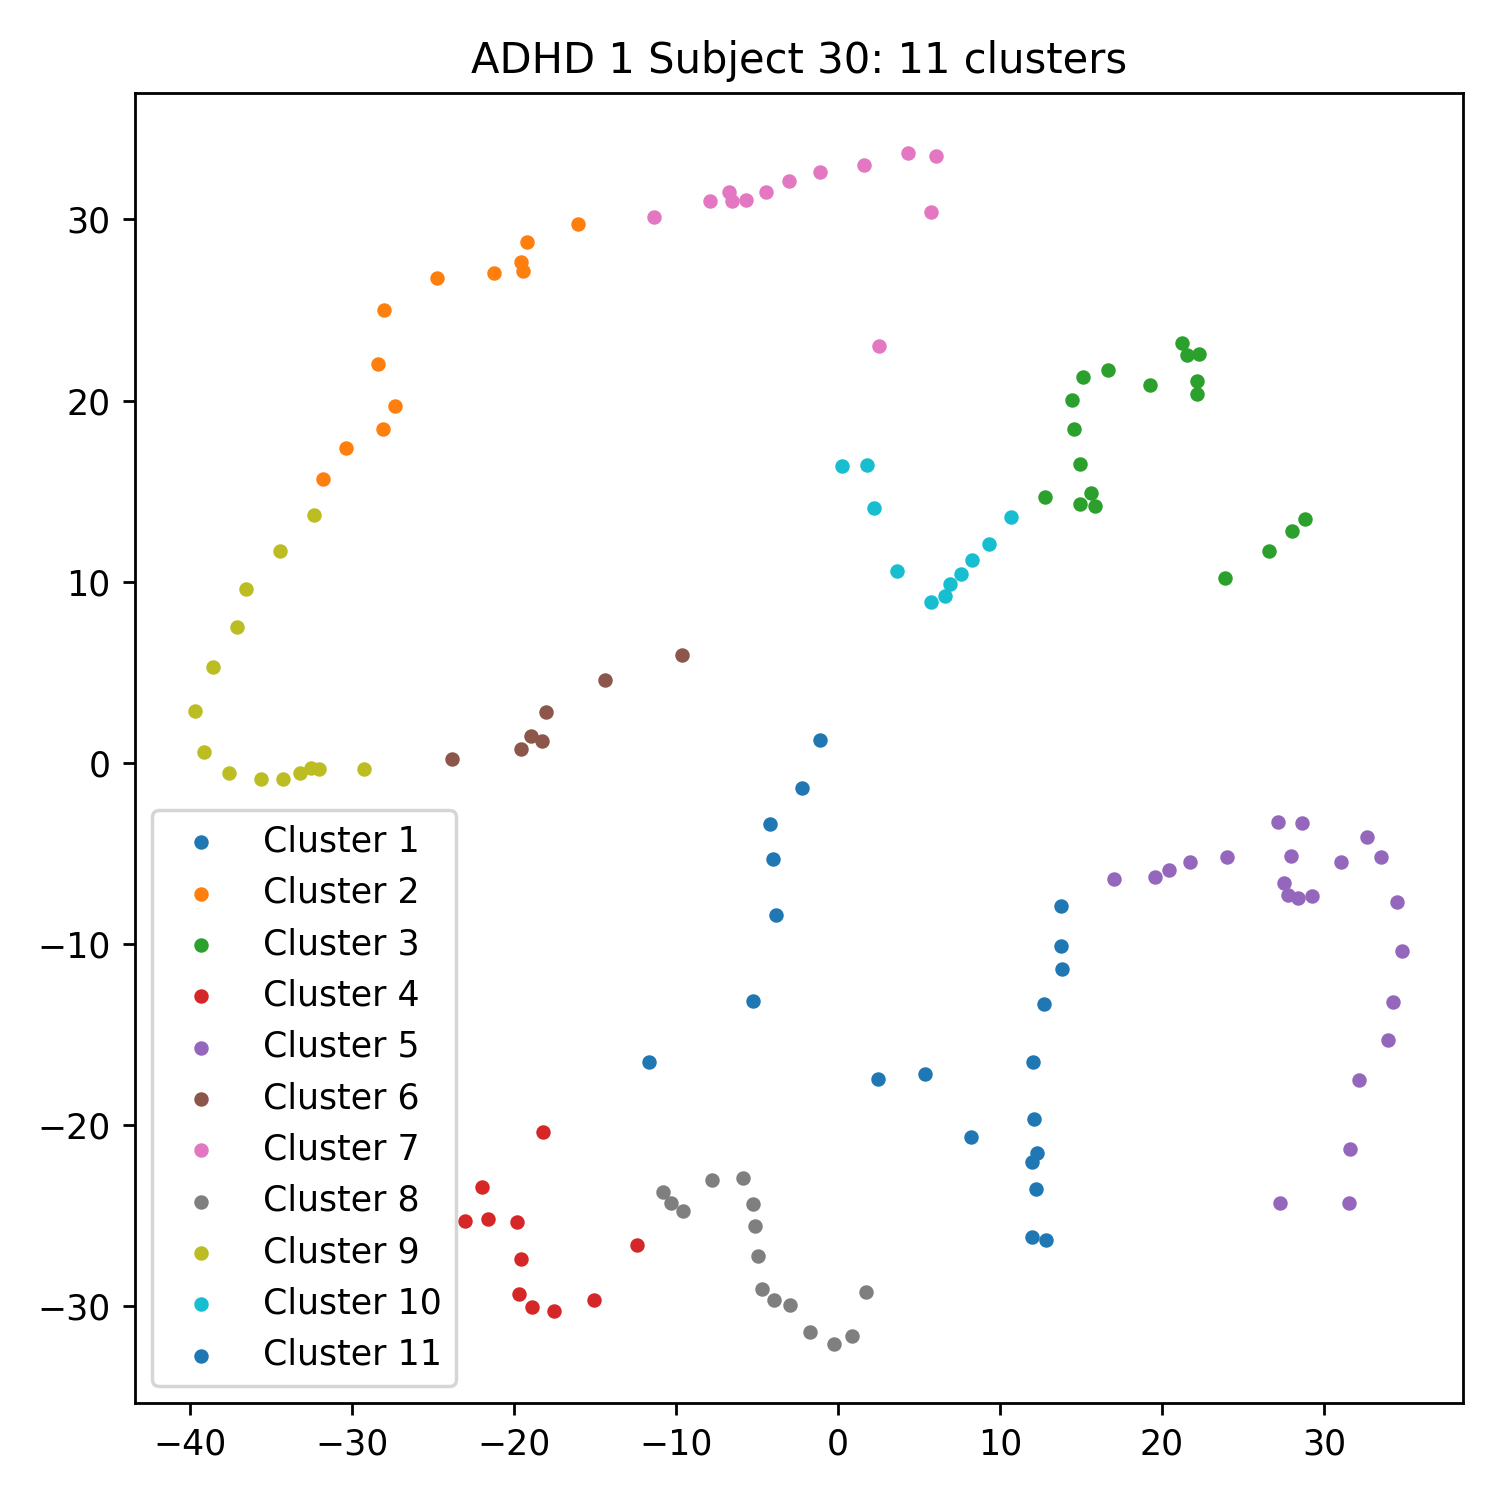 ADHD 1 Subject 30: 11 clusters
30
20
10
0
−10
−20
−30
Cluster 1
Cluster 2
Cluster 3
Cluster 4
Cluster 5
Cluster 6
Cluster 7
Cluster 8
Cluster 9
Cluster 10
Cluster 11
−40 −30 −20 −10 0 10 20 30